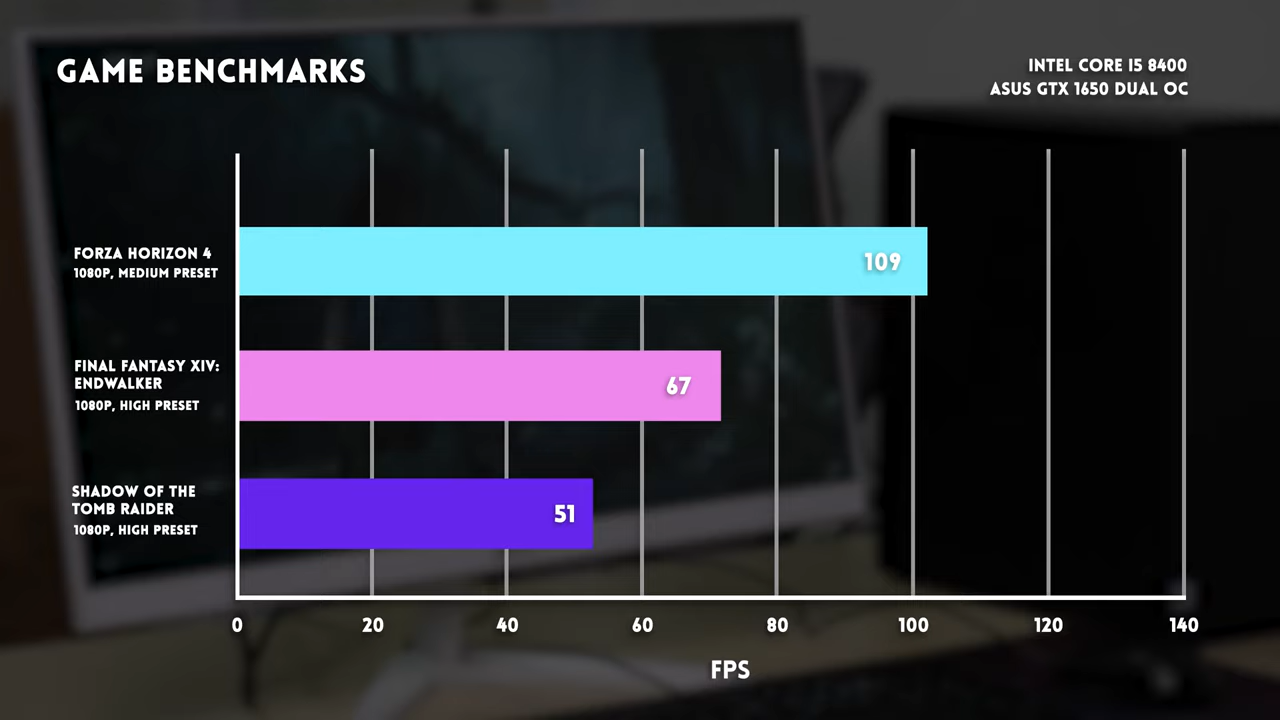 GAME BENCHMARKS
INTEL CORE I5 8400
ASUS GTX 1650 DUAL OC
FORZA HORIZON 4
1080P, MEDIUM PRESET
109
FINAL FANTASY XIV:
ENDWALKER
1080P, HIGH PRESET
67
SHADOW OF THE
TOMB RAIDER
1080P, HIGH PRESET
51
0 20 40 60 80 100 120 140
FPS